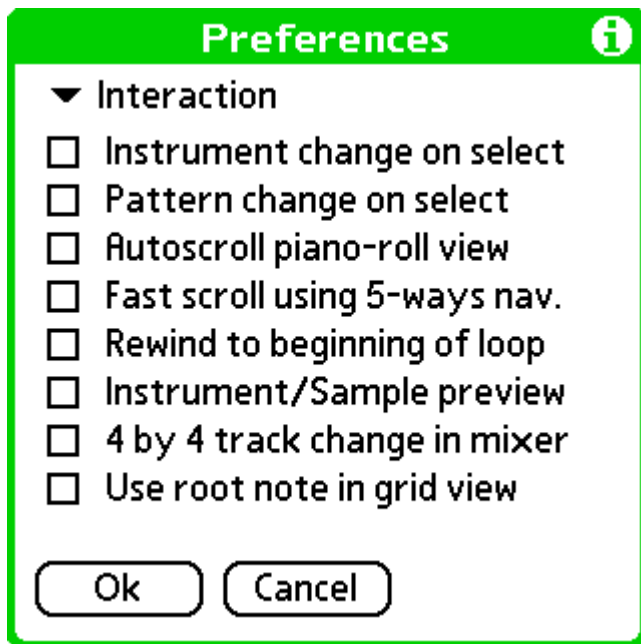 Preferences
Interaction
Instrument change on select
Pattern change on select
Autoscroll piano-roll view
Fast scroll using 5-ways nav.
Rewind to beginning of loop
Instrument/Sample preview
4 by 4 track change in mixer
Use root note in grid view
Ok Cancel